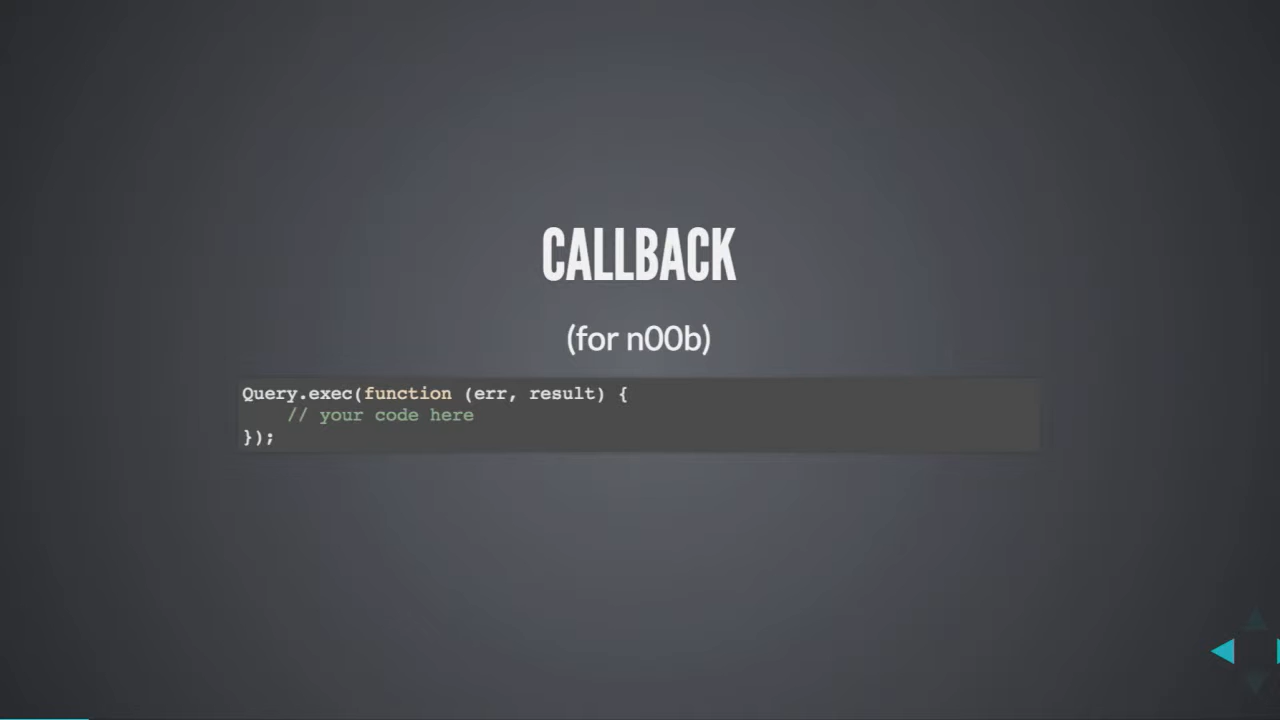 CALLBACK
(for n00b)
Query.exec(function (err, result) {
    // your code here
});